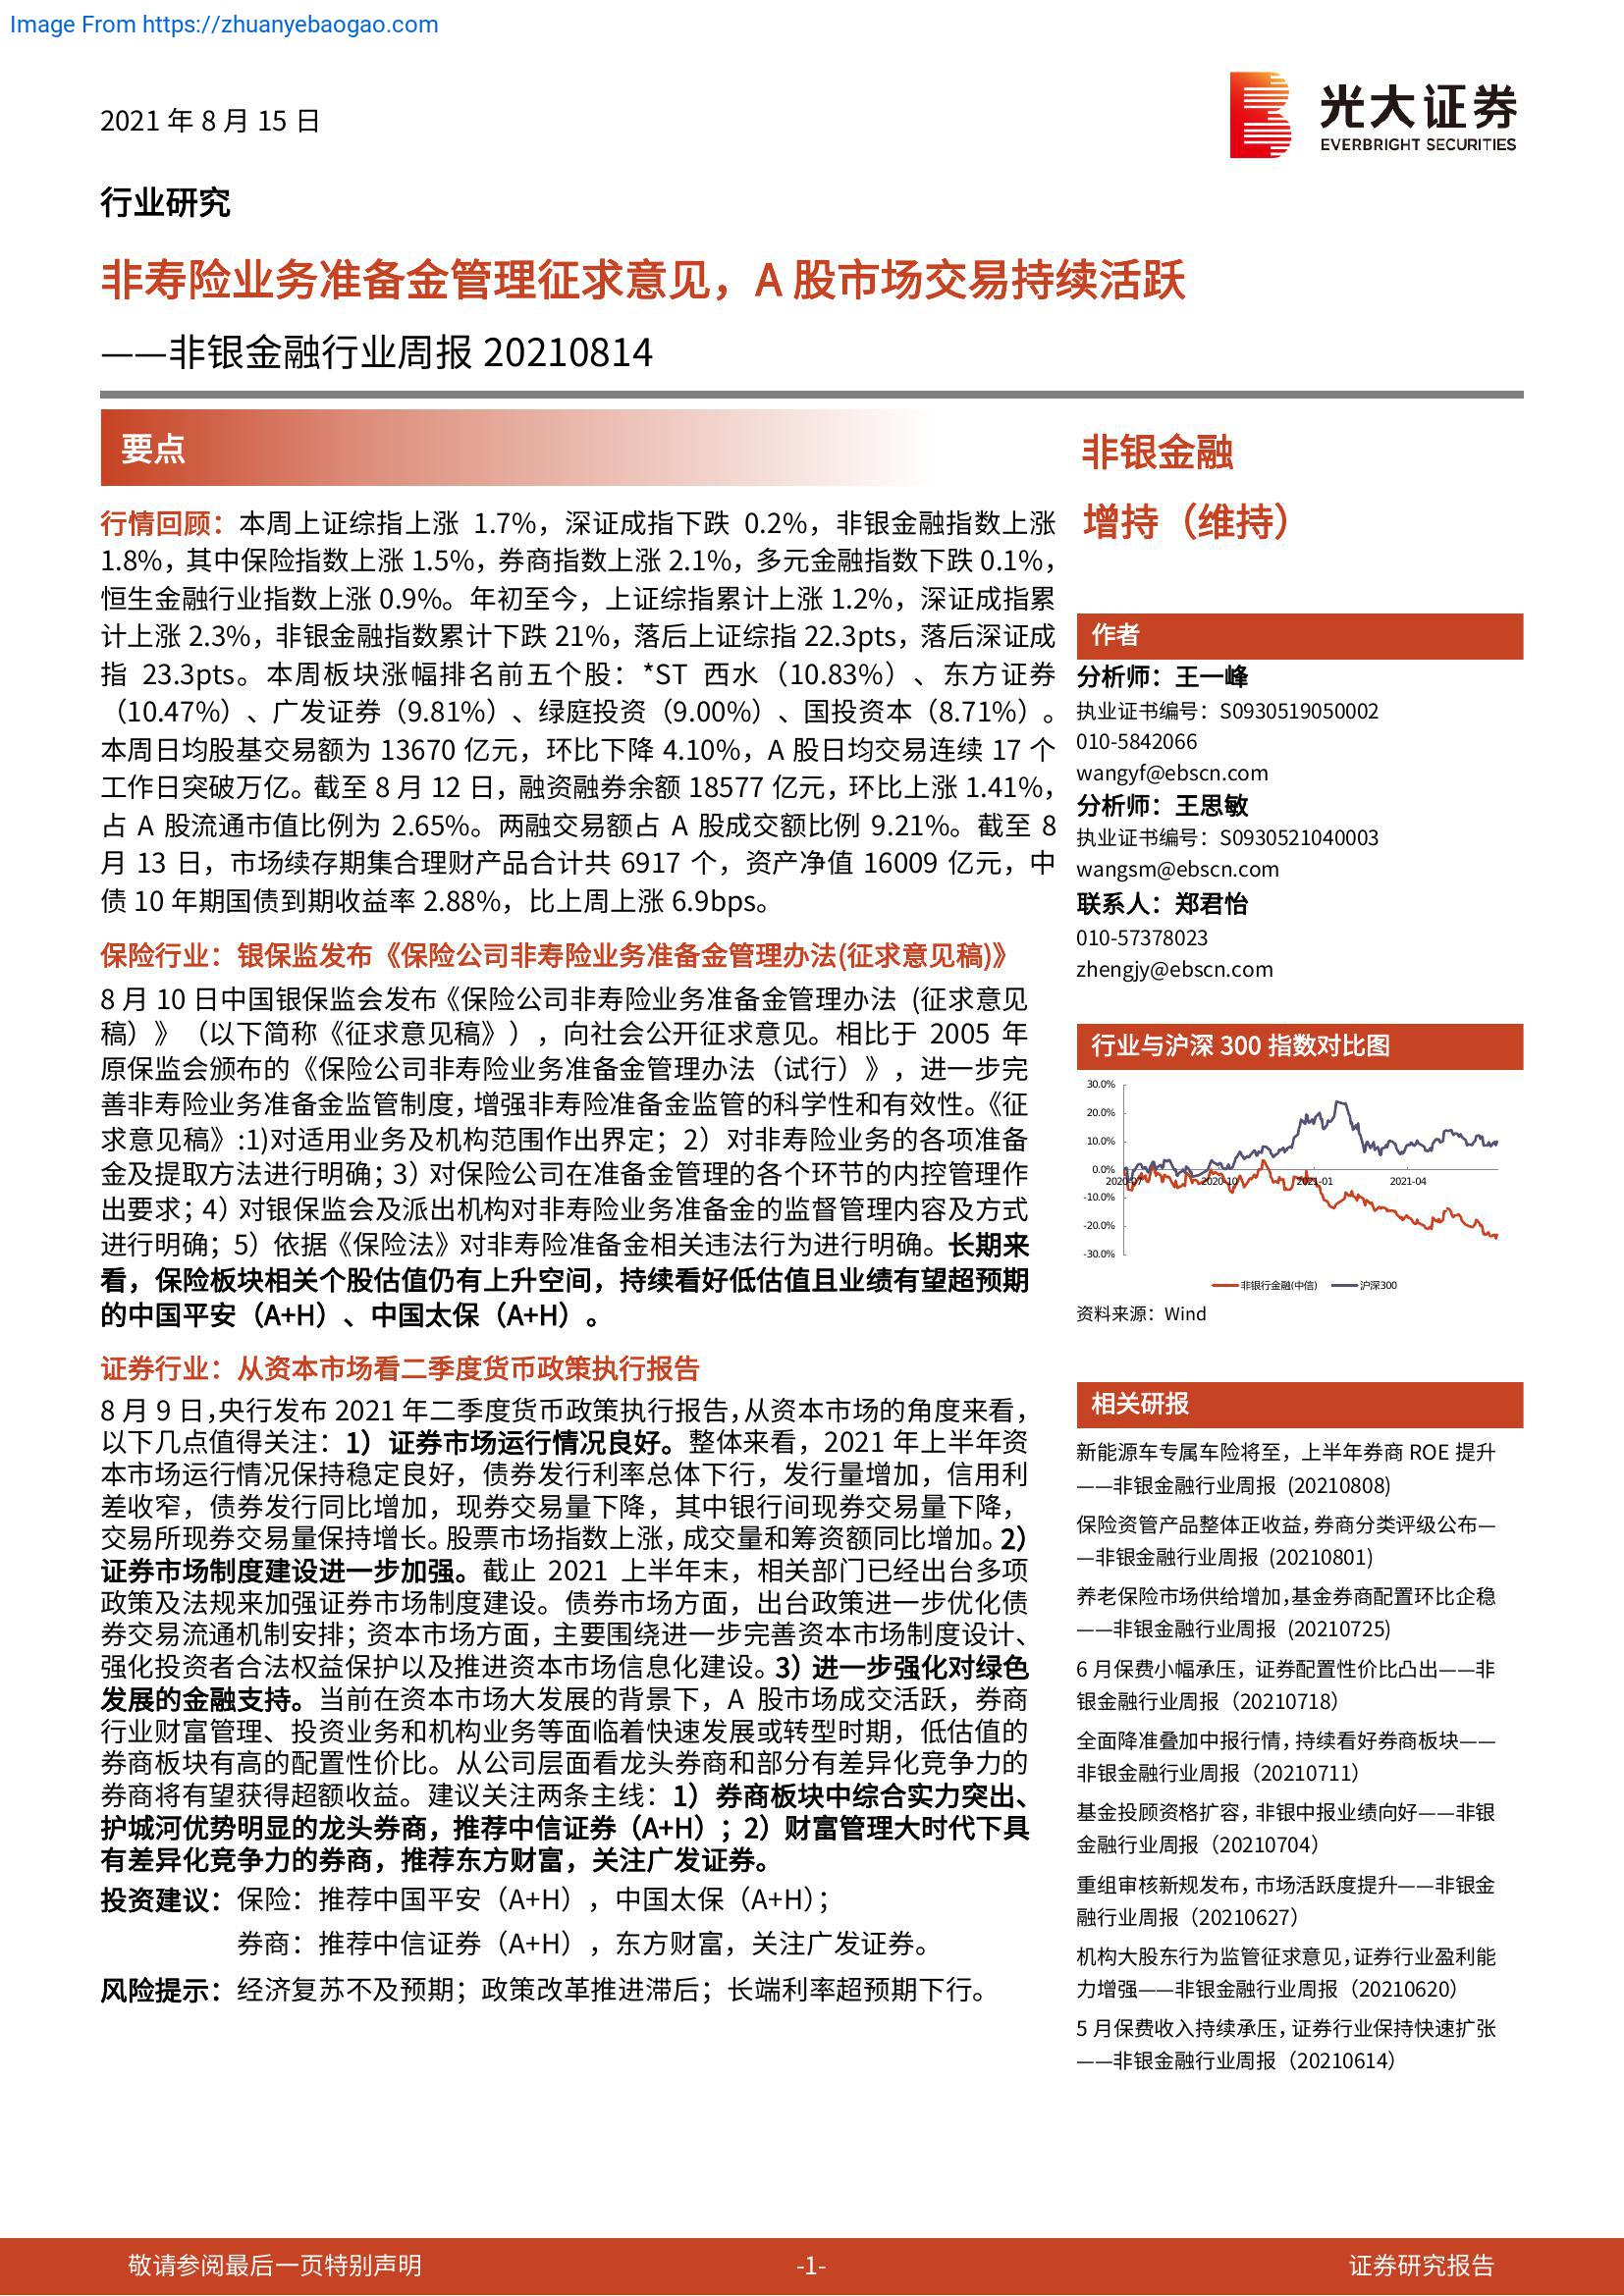 Image From https://zhuanyebaogao.com
2021 年 8 月 15 日
光大证券
EVERBRIGHT SECURITIES
行业研究
非寿险业务准备金管理征求意见，A 股市场交易持续活跃
——非银金融行业周报 20210814
要点
行情回顾：本周上证综指上涨 1.7%，深证成指下跌 0.2%，非银金融指数上涨
1.8%，其中保险指数上涨 1.5%，券商指数上涨 2.1%，多元金融指数下跌 0.1%，
恒生金融行业指数上涨 0.9%。年初至今，上证综指累计上涨 1.2%，深证成指累
计上涨 2.3%，非银金融指数累计下跌 21%，落后上证综指 22.3pts，落后深证成
指 23.3pts。本周板块涨幅排名前五个股：*ST 西水（10.83%）、东方证券
（10.47%）、广发证券（9.81%）、绿庭投资（9.00%）、国投资本（8.71%）。
本周日均股基交易额为 13670 亿元，环比下降 4.10%，A 股日均交易连续 17 个
工作日突破万亿。截至 8 月 12 日，融资融券余额 18577 亿元，环比上涨 1.41%，
占 A 股流通市值比例为 2.65%。两融交易额占 A 股成交额比例 9.21%。截至 8
月 13 日，市场续存期集合理财产品合计共 6917 个，资产净值 16009 亿元，中
债 10 年期国债到期收益率 2.88%，比上周上涨 6.9bps。
保险行业：银保监发布《保险公司非寿险业务准备金管理办法(征求意见稿)》
8 月 10 日中国银保监会发布《保险公司非寿险业务准备金管理办法 (征求意见
稿）》（以下简称《征求意见稿》），向社会公开征求意见。相比于 2005 年
原保监会颁布的《保险公司非寿险业务准备金管理办法（试行）》，进一步完
善非寿险业务准备金监管制度，增强非寿险准备金监管的科学性和有效性。《征
求意见稿》:1)对适用业务及机构范围作出界定；2）对非寿险业务的各项准备
金及提取方法进行明确；3）对保险公司在准备金管理的各个环节的内控管理作
出要求；4）对银保监会及派出机构对非寿险业务准备金的监督管理内容及方式
进行明确；5）依据《保险法》对非寿险准备金相关违法行为进行明确。长期来
看，保险板块相关个股估值仍有上升空间，持续看好低估值且业绩有望超预期
的中国平安（A+H）、中国太保（A+H）。
证券行业：从资本市场看二季度货币政策执行报告
8 月 9 日，央行发布 2021 年二季度货币政策执行报告，从资本市场的角度来看，
以下几点值得关注：1）证券市场运行情况良好。整体来看，2021 年上半年资
本市场运行情况保持稳定良好，债券发行利率总体下行，发行量增加，信用利
差收窄，债券发行同比增加，现券交易量下降，其中银行间现券交易量下降，
交易所现券交易量保持增长。股票市场指数上涨，成交量和筹资额同比增加。2）
证券市场制度建设进一步加强。截止 2021 上半年末，相关部门已经出台多项
政策及法规来加强证券市场制度建设。债券市场方面，出台政策进一步优化债
券交易流通机制安排；资本市场方面，主要围绕进一步完善资本市场制度设计、
强化投资者合法权益保护以及推进资本市场信息化建设。3）进一步强化对绿色
发展的金融支持。当前在资本市场大发展的背景下，A 股市场成交活跃，券商
行业财富管理、投资业务和机构业务等面临着快速发展或转型时期，低估值的
券商板块有高的配置性价比。从公司层面看龙头券商和部分有差异化竞争力的
券商将有望获得超额收益。建议关注两条主线：1）券商板块中综合实力突出、
护城河优势明显的龙头券商，推荐中信证券（A+H）；2）财富管理大时代下具
有差异化竞争力的券商，推荐东方财富，关注广发证券。
投资建议：保险：推荐中国平安（A+H），中国太保（A+H）；
券商：推荐中信证券（A+H），东方财富，关注广发证券。
风险提示：经济复苏不及预期；政策改革推进滞后；长端利率超预期下行。
非银金融
增持（维持）
作者
分析师：王一峰
执业证书编号：S0930519050002
010-5842066
wangyf@ebscn.com
分析师：王思敏
执业证书编号：S0930521040003
wangsm@ebscn.com
联系人：郑君怡
010-57378023
zhengjy@ebscn.com
行业与沪深 300 指数对比图
30.0%
20.0%
10.0%
0.0%
2020-07 2020-10 2021-01 2021-04
-10.0%
-20.0%
-30.0%
非银行金融(中信) 沪深300
资料来源：Wind
相关研报
新能源车专属车险将至，上半年券商 ROE 提升
——非银金融行业周报 (20210808)
保险资管产品整体正收益，券商分类评级公布—
—非银金融行业周报 (20210801)
养老保险市场供给增加，基金券商配置环比企稳
——非银金融行业周报 (20210725)
6 月保费小幅承压，证券配置性价比凸出——非
银金融行业周报（20210718）
全面降准叠加中报行情，持续看好券商板块——
非银金融行业周报（20210711）
基金投顾资格扩容，非银中报业绩向好——非银
金融行业周报（20210704）
重组审核新规发布，市场活跃度提升——非银金
融行业周报（20210627）
机构大股东行为监管征求意见，证券行业盈利能
力增强——非银金融行业周报（20210620）
5 月保费收入持续承压，证券行业保持快速扩张
——非银金融行业周报（20210614）
敬请参阅最后一页特别声明 -1- 证券研究报告